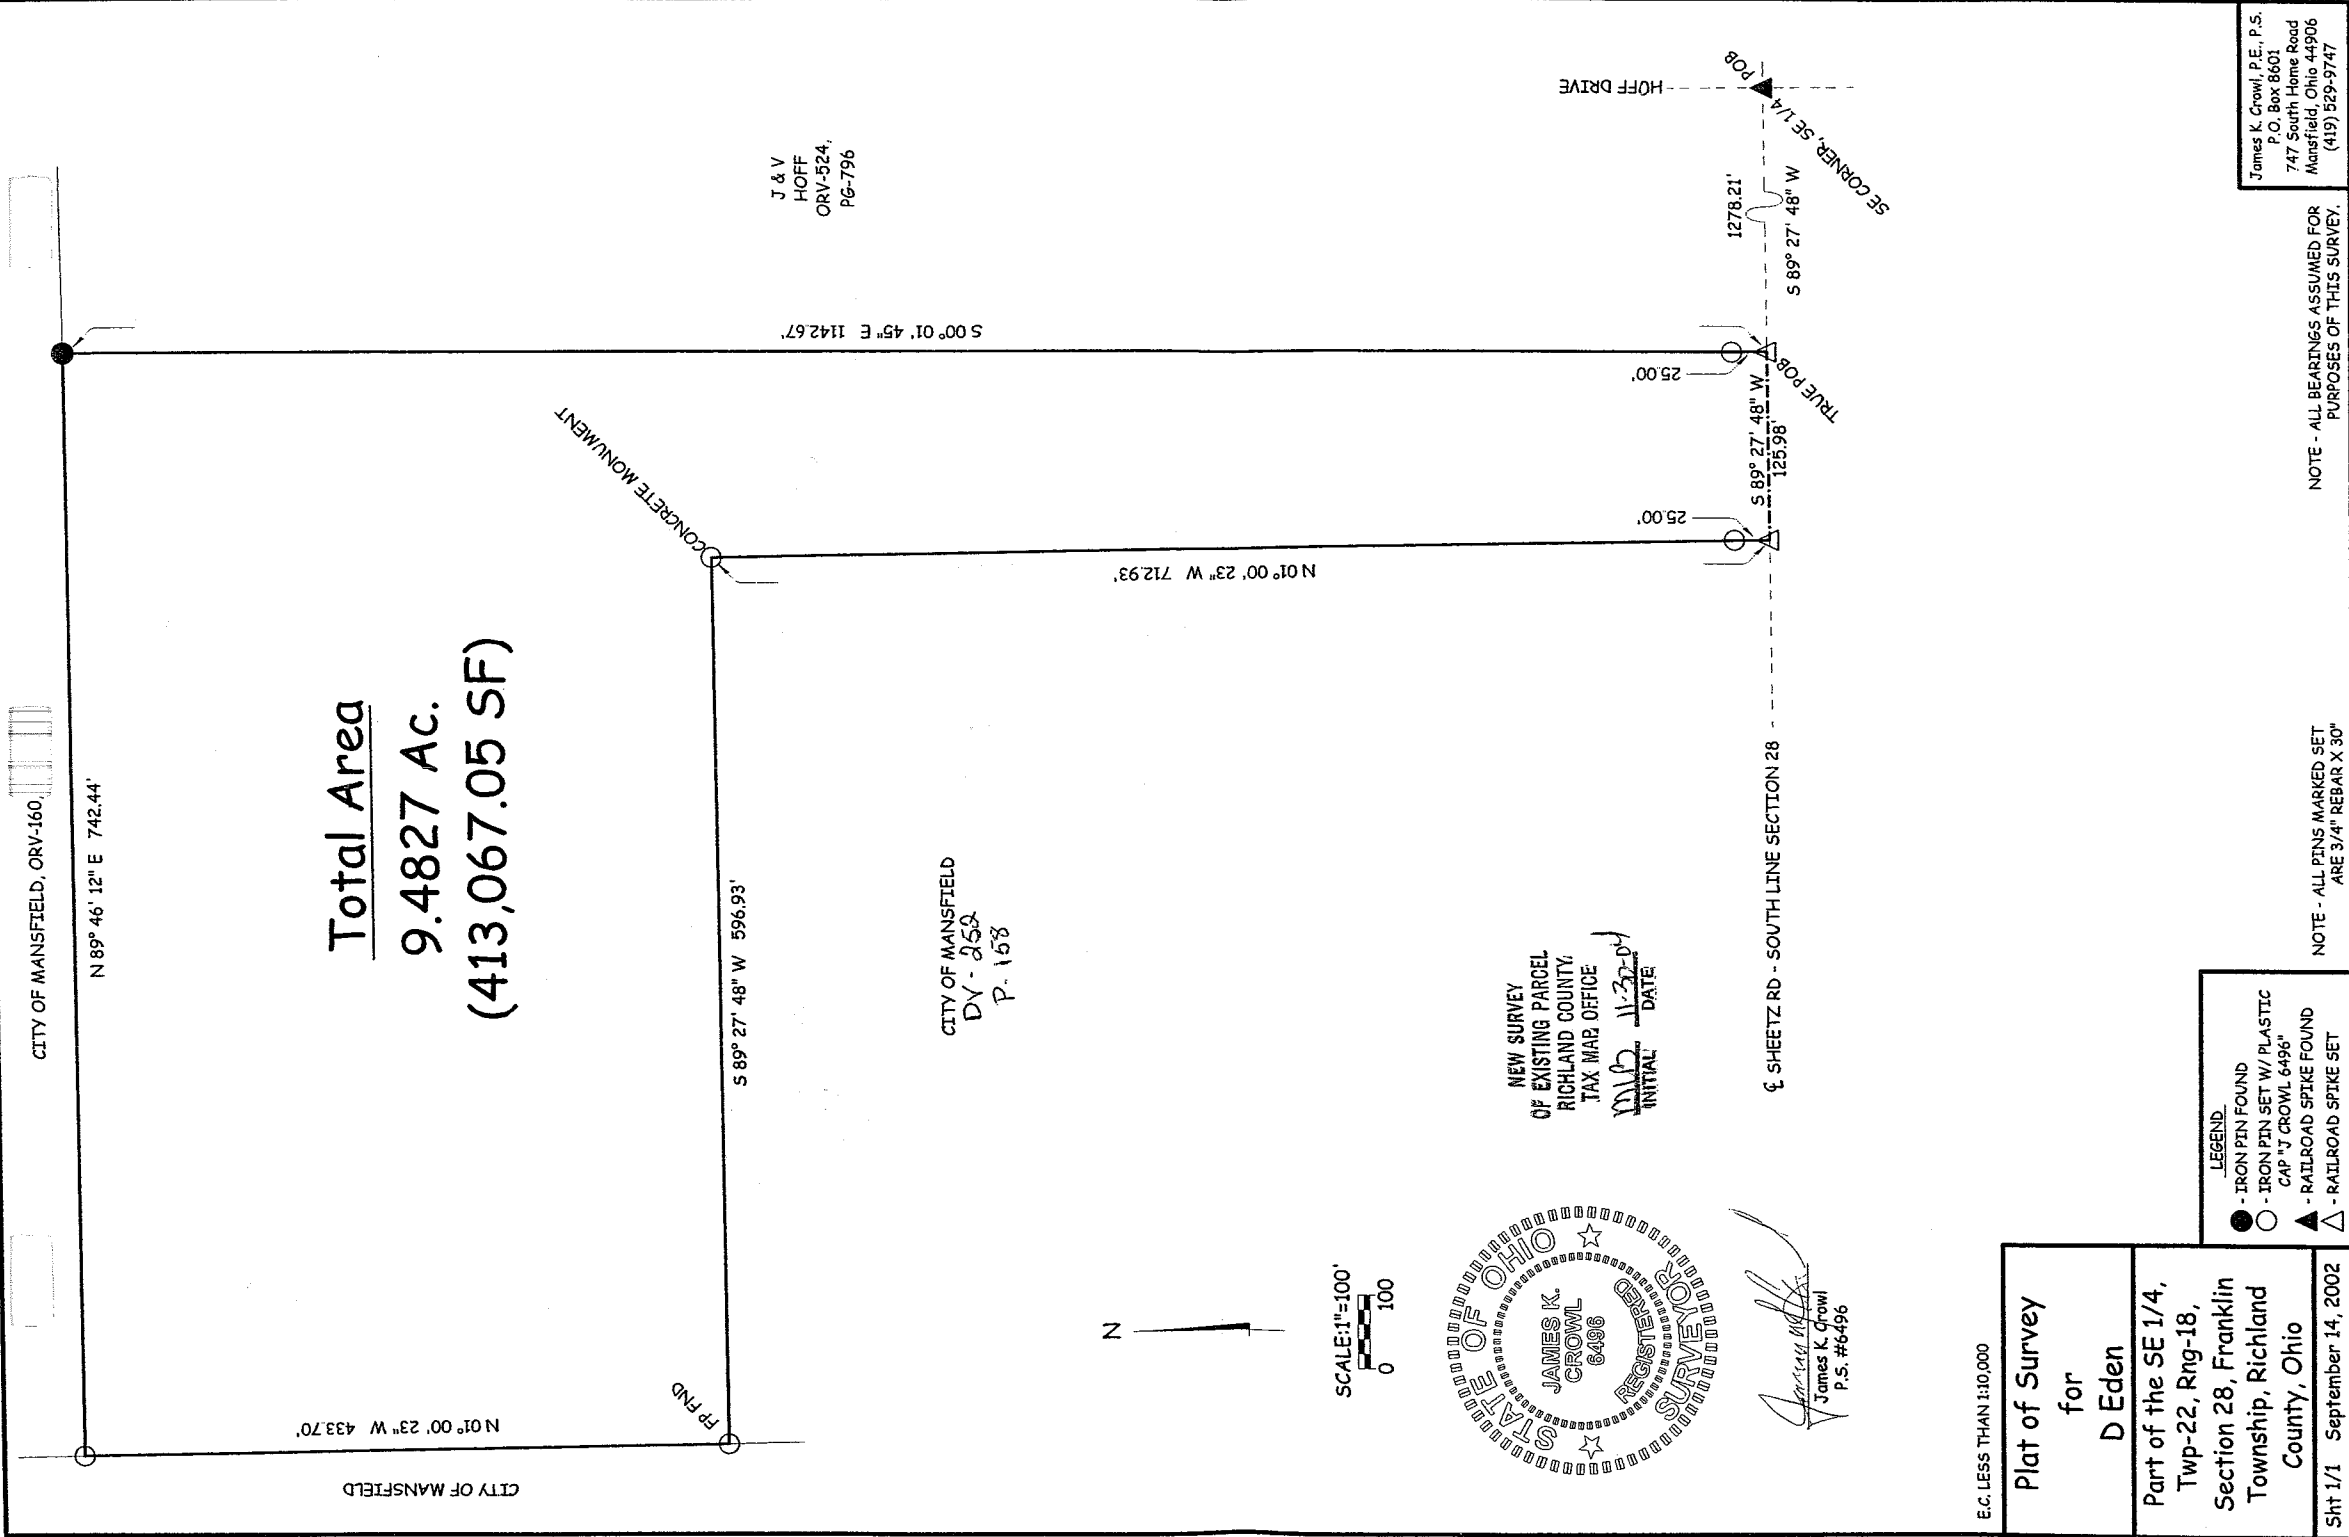 CITY OF MANSFIELD, ORV-160,
N 89° 46' 12" E 742.44'
Total Area
9.4827 Ac.
(413,067.05 SF)
CITY OF MANSFIELD
N 01° 00' 23" W 433.70'
FP FND
S 89° 27' 48" W 596.93'
CONCRETE MONUMENT
N 01° 00' 23" W 712.93'
S 00° 01' 45" E 1142.67'
J & V
HOFF
ORV-524,
PG-796
CITY OF MANSFIELD
DV - 252
P. 158
25.00'
25.00'
S 89° 27' 48" W
125.98'
TRUE POB
1278.21'
S 89° 27' 48" W
HOFF DRIVE
POB
SE CORNER, SE 1/4
℄ SHEETZ RD - SOUTH LINE SECTION 28
NEW SURVEY
OF EXISTING PARCEL
RICHLAND COUNTY
TAX MAP OFFICE
11-30-04
INITIAL DATE
N
SCALE:1"=100'
0 100
STATE OF OHIO
JAMES K.
CROWL
6496
REGISTERED
SURVEYOR
James K. Crowl
P.S. #6496
E.C. LESS THAN 1:10,000
Plat of Survey
for
D Eden
Part of the SE 1/4,
Twp-22, Rng-18,
Section 28, Franklin
Township, Richland
County, Ohio
Sht 1/1 September 14, 2002
LEGEND
- IRON PIN FOUND
- IRON PIN SET W/ PLASTIC
CAP "J CROWL 6496"
- RAILROAD SPIKE FOUND
- RAILROAD SPIKE SET
NOTE - ALL PINS MARKED SET
ARE 3/4" REBAR X 30"
NOTE - ALL BEARINGS ASSUMED FOR
PURPOSES OF THIS SURVEY.
James K. Crowl, P.E., P.S.
P.O. Box 8601
747 South Home Road
Mansfield, Ohio 44906
(419) 529-9747